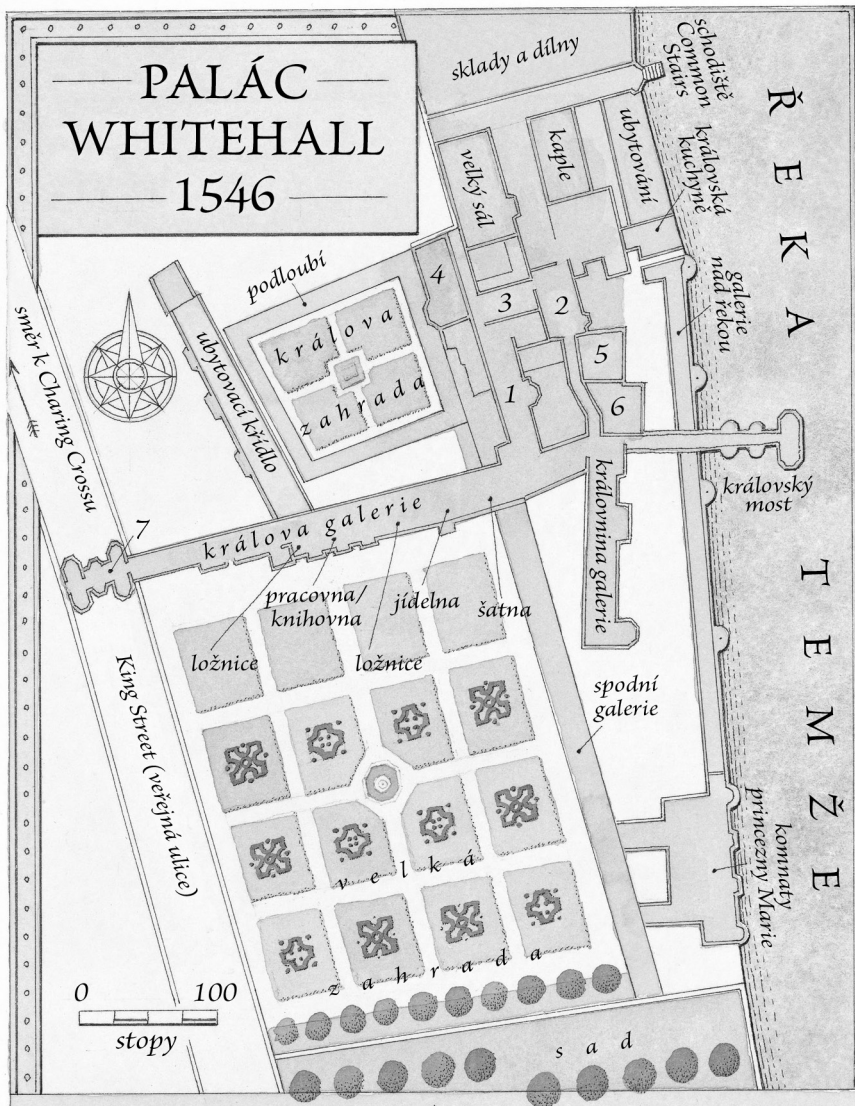 PALÁC
WHITEHALL
1546
sklady a dílny
schodiště
Common
Stairs
ŘEKA TEMŽE
velký sál
kaple
ubytování
královská
kuchyně
galerie
nad řekou
podloubí
4
3
2
5
1
6
králova
zahrada
ubytovací křídlo
směr k Charing Crossu
králova galerie
královnina galerie
královský
most
7
ložnice
pracovna/
knihovna
ložnice
jídelna
šatna
spodní
galerie
King Street (veřejná ulice)
velká
zahrada
komnaty
princezny Marie
sad
0 100
stopy